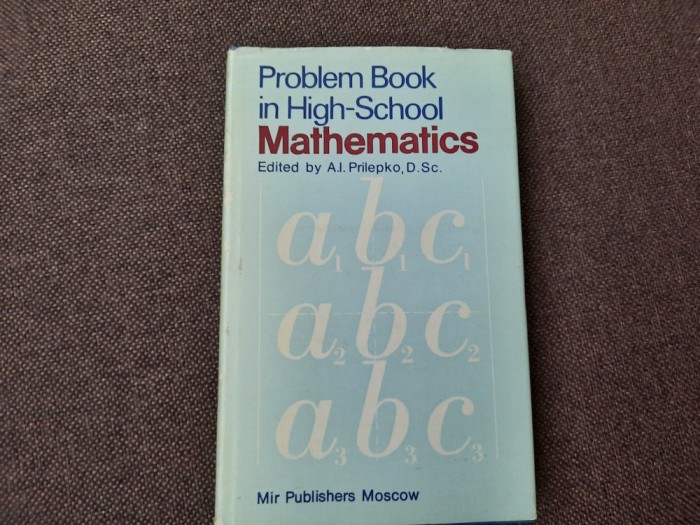 Problem Book
in High-School
Mathematics
Edited by A.I. Prilepko, D.Sc.
a₁ b₁ c₁
a₂ b₂ c₂
a₃ b₃ c₃
Mir Publishers Moscow